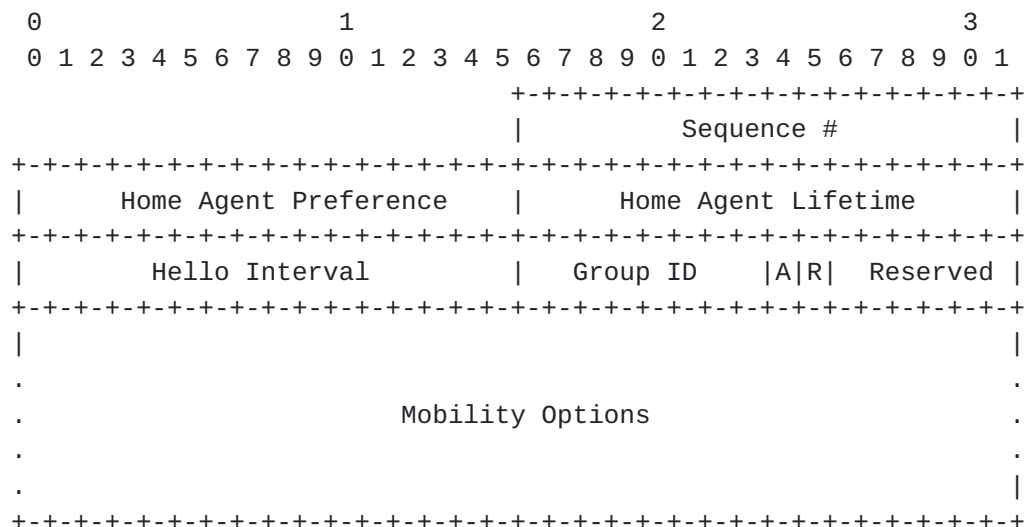 0                   1                   2                   3
 0 1 2 3 4 5 6 7 8 9 0 1 2 3 4 5 6 7 8 9 0 1 2 3 4 5 6 7 8 9 0 1
                                +-+-+-+-+-+-+-+-+-+-+-+-+-+-+-+-+
                                |          Sequence #           |
+-+-+-+-+-+-+-+-+-+-+-+-+-+-+-+-+-+-+-+-+-+-+-+-+-+-+-+-+-+-+-+-+
|      Home Agent Preference    |      Home Agent Lifetime      |
+-+-+-+-+-+-+-+-+-+-+-+-+-+-+-+-+-+-+-+-+-+-+-+-+-+-+-+-+-+-+-+-+
|        Hello Interval         |   Group ID    |A|R|  Reserved |
+-+-+-+-+-+-+-+-+-+-+-+-+-+-+-+-+-+-+-+-+-+-+-+-+-+-+-+-+-+-+-+-+
|                                                               |
.                                                               .
.                        Mobility Options                       .
.                                                               .
.                                                               |
+-+-+-+-+-+-+-+-+-+-+-+-+-+-+-+-+-+-+-+-+-+-+-+-+-+-+-+-+-+-+-+-+